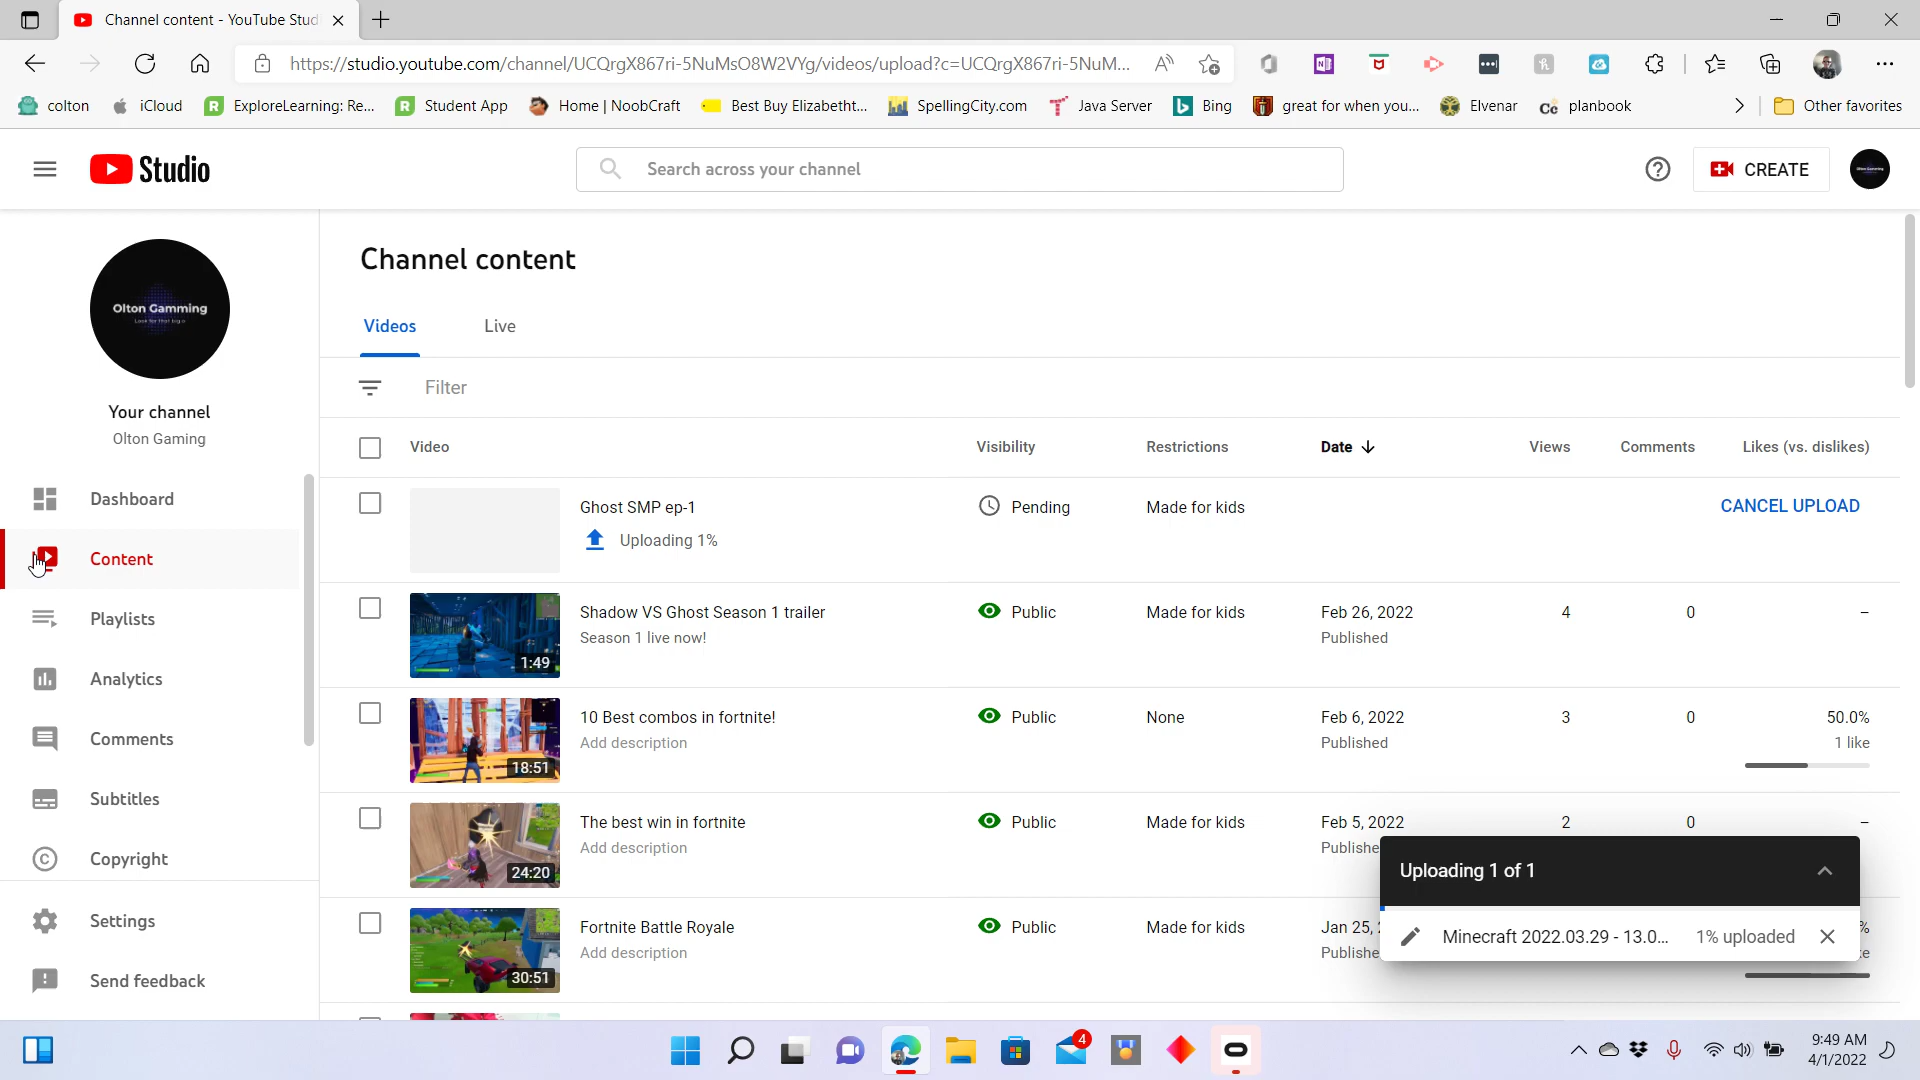 Channel content - YouTube Stud
https://studio.youtube.com/channel/UCQrgX867ri-5NuMsO8W2VYg/videos/upload?c=UCQrgX867ri-5NuM...
colton iCloud ExploreLearning: Re... Student App Home | NoobCraft Best Buy Elizabetht... SpellingCity.com Java Server Bing great for when you... Elvenar planbook Other favorites
Studio
Search across your channel
CREATE
Olton Gamming
Your channel
Olton Gaming
Dashboard
Content
Playlists
Analytics
Comments
Subtitles
Copyright
Settings
Send feedback
Channel content
Videos Live
Filter
Video Visibility Restrictions Date Views Comments Likes (vs. dislikes)
Ghost SMP ep-1 Pending Made for kids CANCEL UPLOAD
Uploading 1%
Shadow VS Ghost Season 1 trailer Public Made for kids Feb 26, 2022 4 0 –
Season 1 live now! Published
1:49
10 Best combos in fortnite! Public None Feb 6, 2022 3 0 50.0%
Add description Published 1 like
18:51
The best win in fortnite Public Made for kids Feb 5, 2022 2 0 –
Add description Publishe
24:20
Fortnite Battle Royale Public Made for kids Jan 25, %
Add description Publishe
30:51
Uploading 1 of 1
Minecraft 2022.03.29 - 13.0... 1% uploaded
4
9:49 AM
4/1/2022